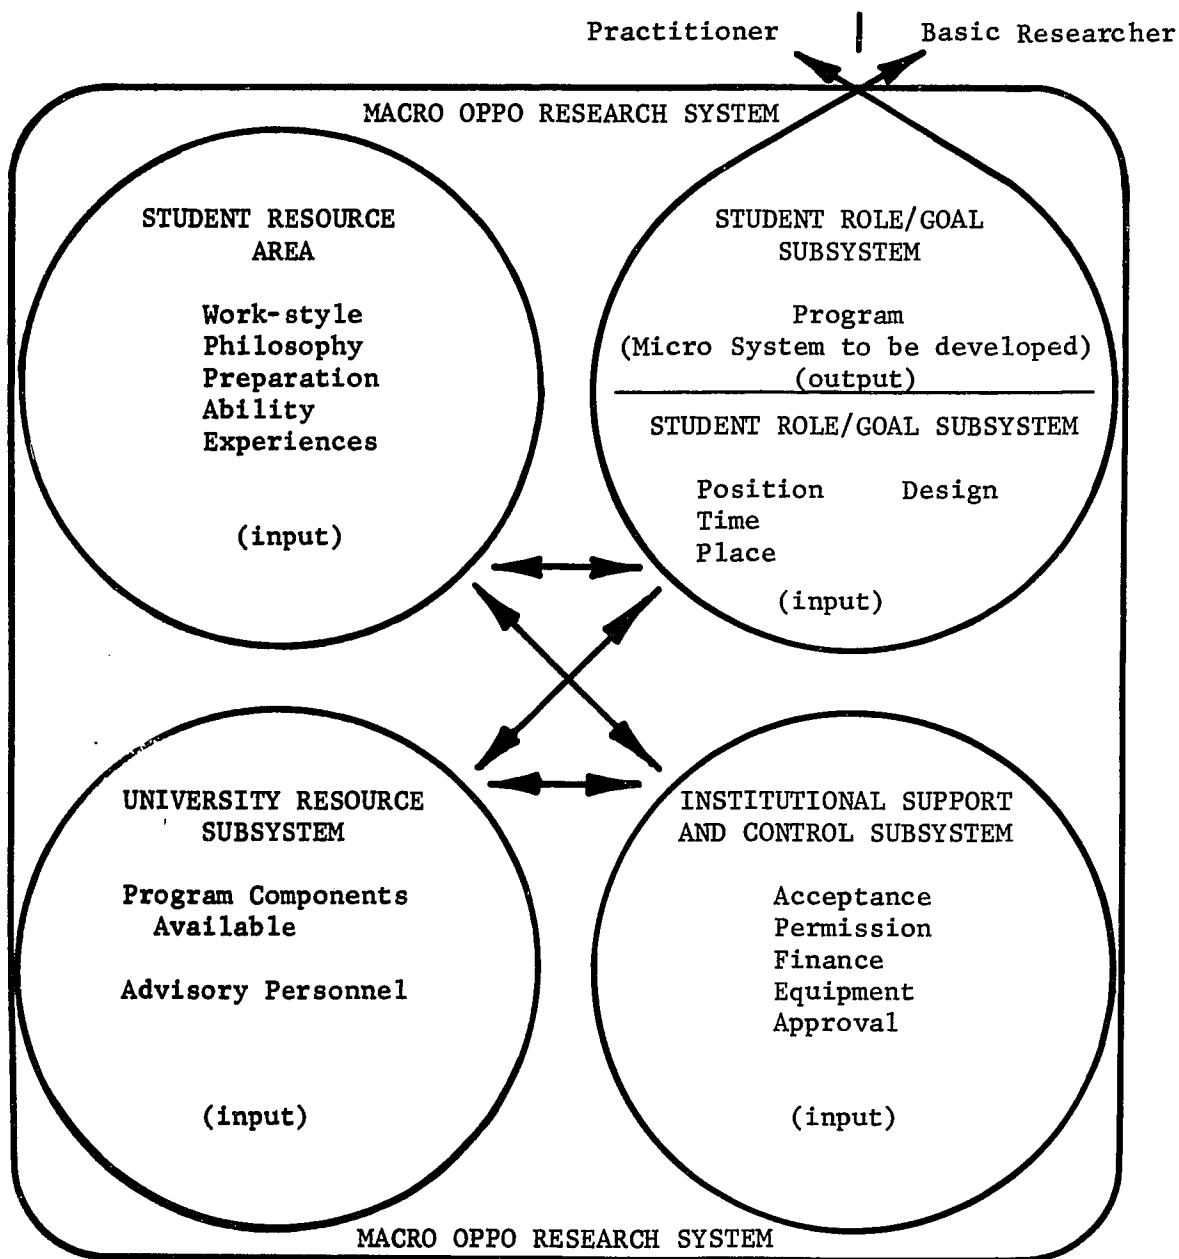 Practitioner | Basic Researcher
MACRO OPPO RESEARCH SYSTEM
STUDENT RESOURCE
AREA
Work-style
Philosophy
Preparation
Ability
Experiences
(input)
STUDENT ROLE/GOAL
SUBSYSTEM
Program
(Micro System to be developed)
(output)
STUDENT ROLE/GOAL SUBSYSTEM
Position Design
Time
Place
(input)
UNIVERSITY RESOURCE
SUBSYSTEM
Program Components
Available
Advisory Personnel
(input)
INSTITUTIONAL SUPPORT
AND CONTROL SUBSYSTEM
Acceptance
Permission
Finance
Equipment
Approval
(input)
MACRO OPPO RESEARCH SYSTEM